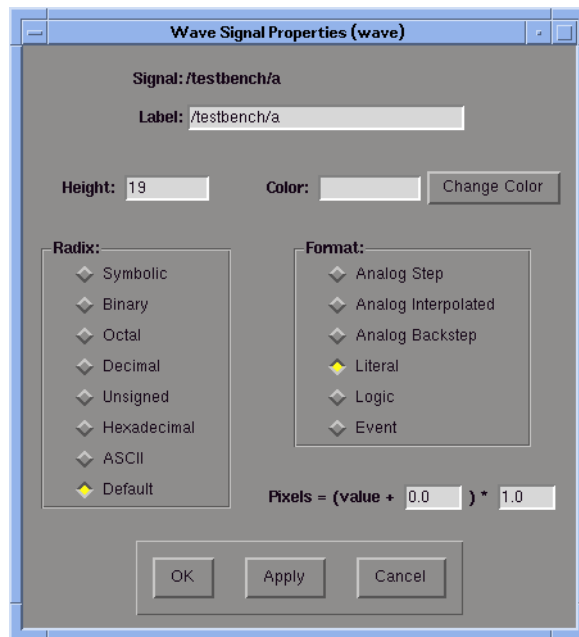 Wave Signal Properties (wave)
Signal: /testbench/a
Label: /testbench/a
Height: 19 Color: Change Color
Radix: Format:
Symbolic Analog Step
Binary Analog Interpolated
Octal Analog Backstep
Decimal Literal
Unsigned Logic
Hexadecimal Event
ASCII
Default Pixels = (value + 0.0 ) * 1.0
OK Apply Cancel